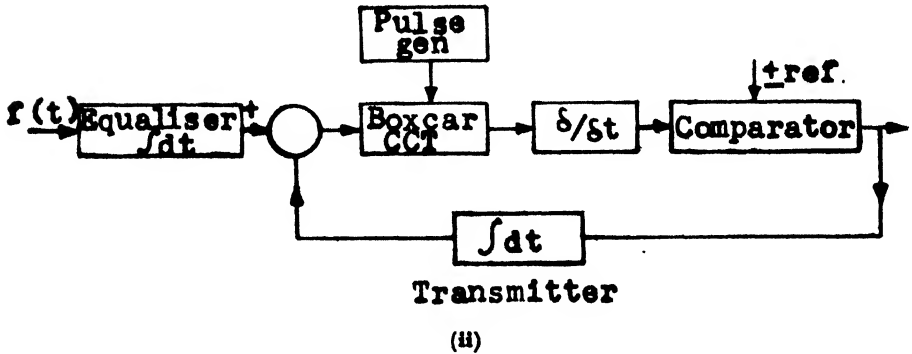 Pulse
gen
±ref.
f(t)
Equaliser
∫dt
+
Boxcar
CCT
δ/δt
Comparator
∫dt
Transmitter
(ii)